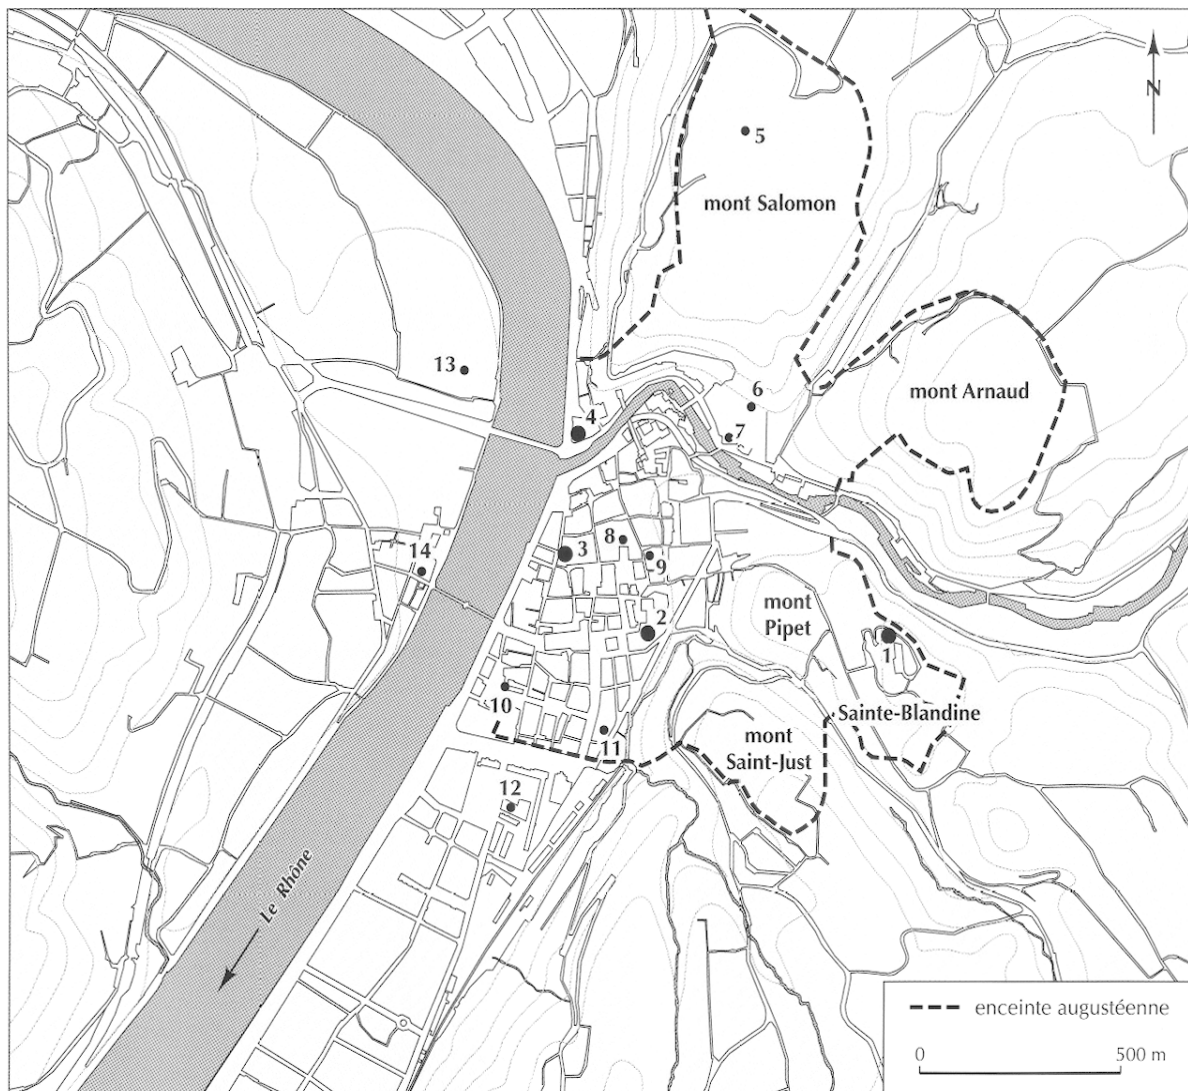 N
5
mont Salomon
13
6
mont Arnaud
4
7
8
3
9
14
mont
Pipet
2
1
10
Sainte-Blandine
11
mont
Saint-Just
12
Le Rhône
enceinte augustéenne
0
500 m